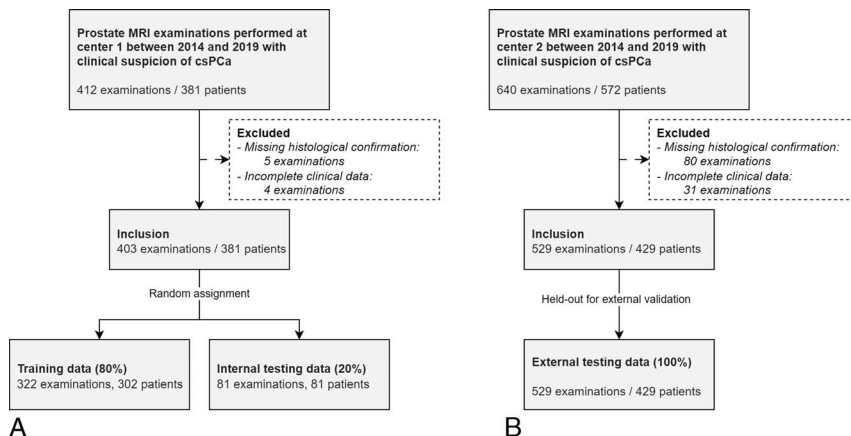 Prostate MRI examinations performed at
center 1 between 2014 and 2019 with
clinical suspicion of csPCa
412 examinations / 381 patients
Excluded
- Missing histological confirmation:
5 examinations
- Incomplete clinical data:
4 examinations
Inclusion
403 examinations / 381 patients
Random assignment
Training data (80%)
322 examinations, 302 patients
Internal testing data (20%)
81 examinations, 81 patients
A
Prostate MRI examinations performed at
center 2 between 2014 and 2019 with
clinical suspicion of csPCa
640 examinations / 572 patients
Excluded
- Missing histological confirmation:
80 examinations
- Incomplete clinical data:
31 examinations
Inclusion
529 examinations / 429 patients
Held-out for external validation
External testing data (100%)
529 examinations / 429 patients
B